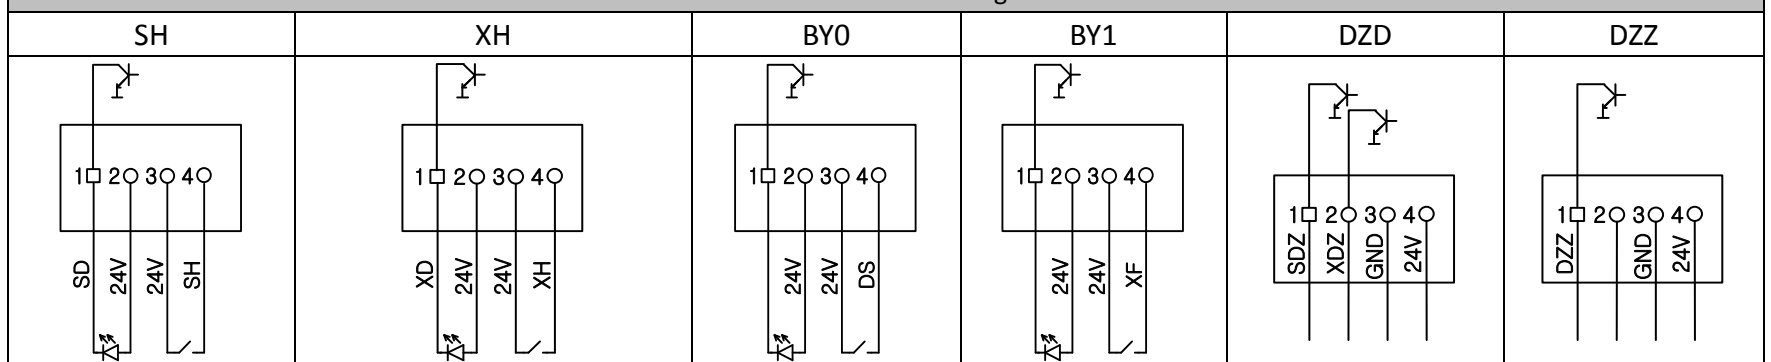 SH XH BY0 BY1 DZD DZZ
1 2 3 4
SD 24V 24V SH
1 2 3 4
XD 24V 24V XH
1 2 3 4
24V 24V DS
1 2 3 4
24V 24V XF
1 2 3 4
SDZ XDZ GND 24V
1 2 3 4
DZZ GND 24V